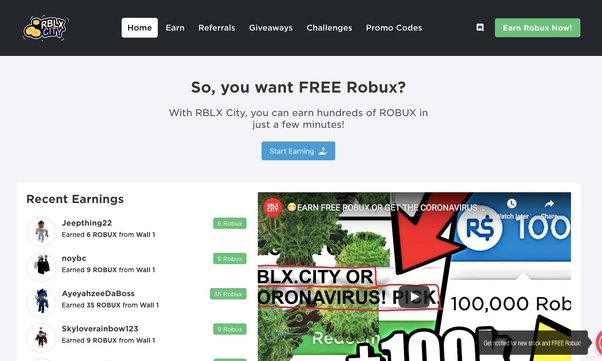 RBLX
CITY
Home Earn Referrals Giveaways Challenges Promo Codes
Earn Robux Now!
So, you want FREE Robux?
With RBLX City, you can earn hundreds of ROBUX in
just a few minutes!
Start Earning
Recent Earnings
Jeepthing22
6 Robux
Earned 6 ROBUX from Wall 1
noybc
9 Robux
Earned 9 ROBUX from Wall 1
AyeyahzeeDaBoss
35 Robux
Earned 35 ROBUX from Wall 1
Skyloverainbow123
9 Robux
Earned 9 ROBUX from Wall 1
RBLX
CITY
EARN FREE ROBUX OR GET THE CORONAVIRUS
Watch later
Share
R$ 100
BLX.CITY OR
ORONAVIRUS! PICK.
100,000 Rob
Redeem
+100
Get notified for new stock and FREE Robux!